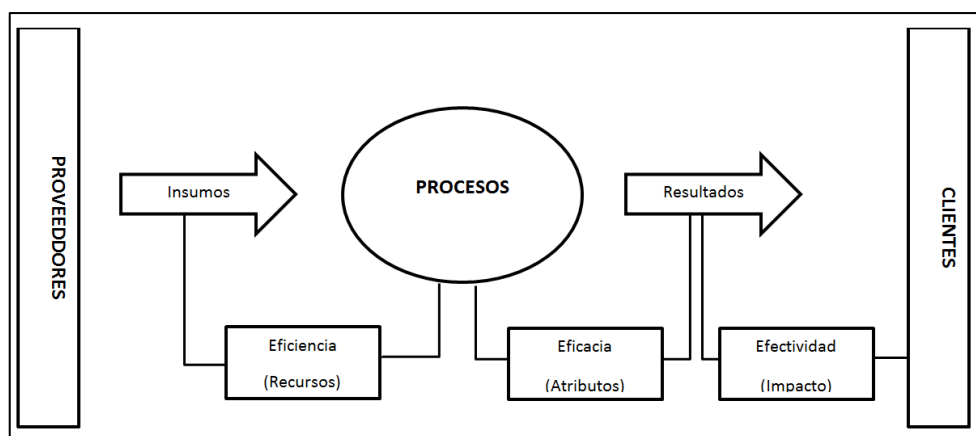 PROVEEDDORES
Insumos
PROCESOS
Resultados
CLIENTES
Eficiencia
(Recursos)
Eficacia
(Atributos)
Efectividad
(Impacto)